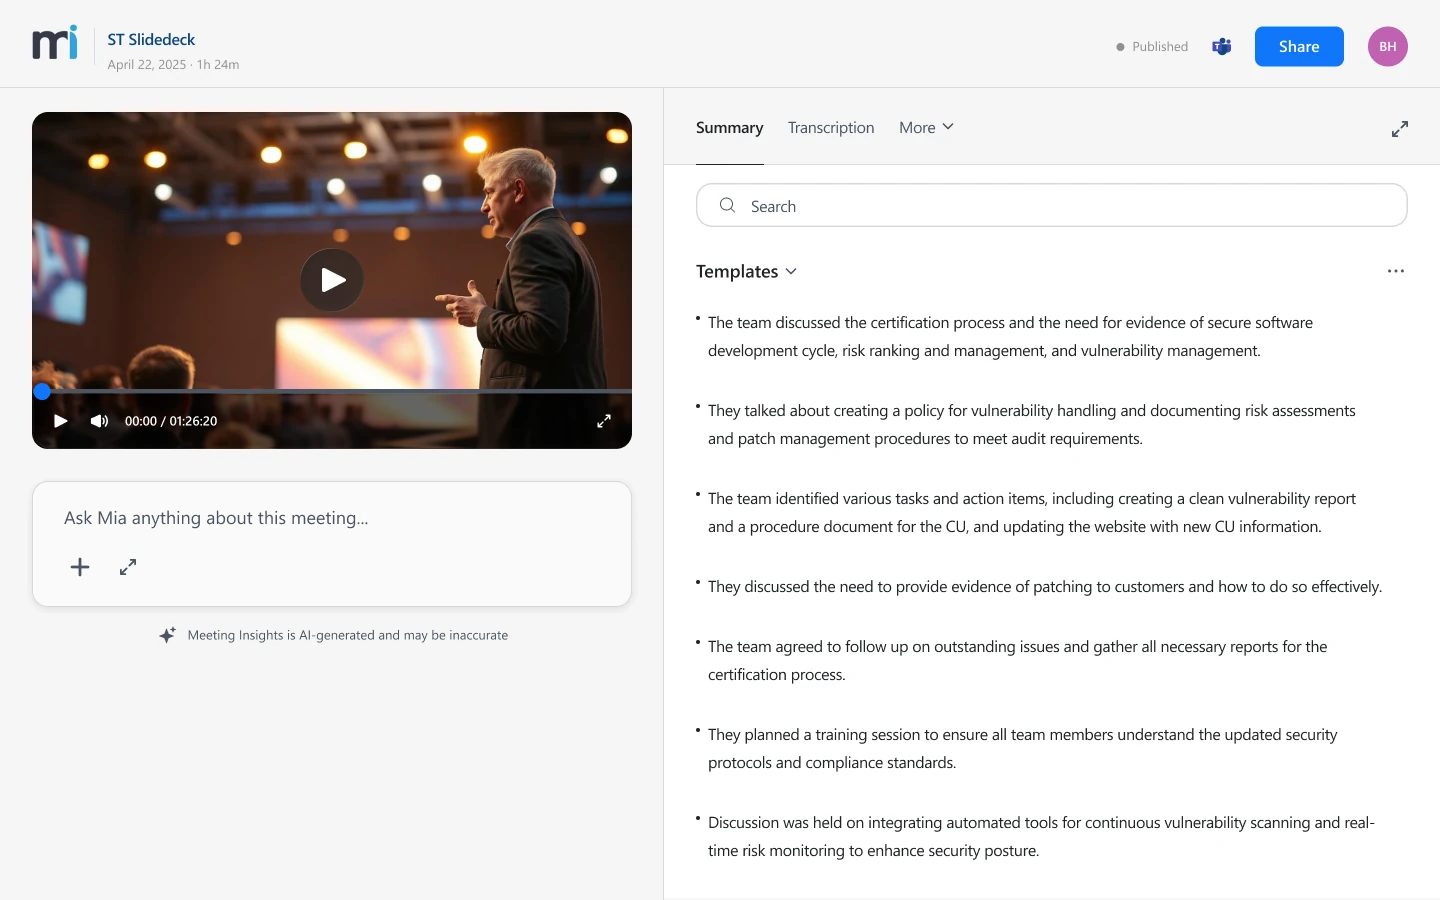 mi
ST Slidedeck
April 22, 2025 · 1h 24m
Published
T
Share
BH
00:00 / 01:26:20
Ask Mia anything about this meeting...
Meeting Insights is AI-generated and may be inaccurate
Summary
Transcription
More
Search
Templates
• The team discussed the certification process and the need for evidence of secure software
development cycle, risk ranking and management, and vulnerability management.
• They talked about creating a policy for vulnerability handling and documenting risk assessments
and patch management procedures to meet audit requirements.
• The team identified various tasks and action items, including creating a clean vulnerability report
and a procedure document for the CU, and updating the website with new CU information.
• They discussed the need to provide evidence of patching to customers and how to do so effectively.
• The team agreed to follow up on outstanding issues and gather all necessary reports for the
certification process.
• They planned a training session to ensure all team members understand the updated security
protocols and compliance standards.
• Discussion was held on integrating automated tools for continuous vulnerability scanning and real-
time risk monitoring to enhance security posture.